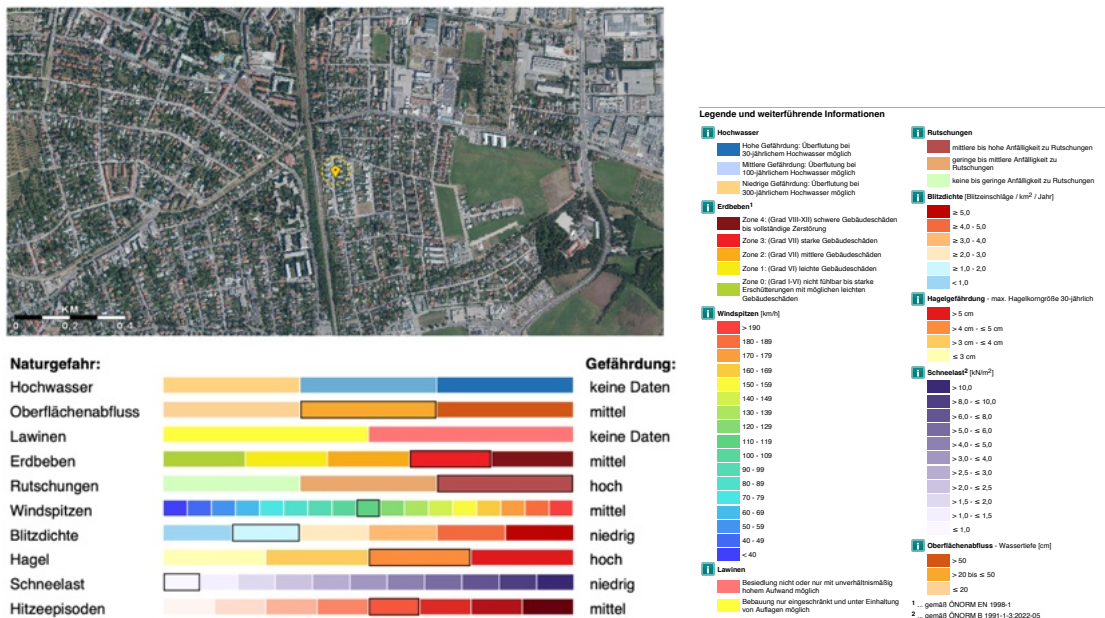 KM
0 0.2 0.4
Naturgefahr: Gefährdung:
Hochwasser keine Daten
Oberflächenabfluss mittel
Lawinen keine Daten
Erdbeben mittel
Rutschungen hoch
Windspitzen mittel
Blitzdichte niedrig
Hagel hoch
Schneelast niedrig
Hitzeepisoden mittel
Legende und weiterführende Informationen
i Hochwasser
Hohe Gefährdung: Überflutung bei
30-jährlichem Hochwasser möglich
Mittlere Gefährdung: Überflutung bei
100-jährlichem Hochwasser möglich
Niedrige Gefährdung: Überflutung bei
300-jährlichem Hochwasser möglich
i Erdbeben¹
Zone 4: (Grad VIII-XII) schwere Gebäudeschäden
bis vollständige Zerstörung
Zone 3: (Grad VII) starke Gebäudeschäden
Zone 2: (Grad VII) mittlere Gebäudeschäden
Zone 1: (Grad VI) leichte Gebäudeschäden
Zone 0: (Grad I-VI) nicht fühlbar bis starke
Erschütterungen mit möglichen leichten
Gebäudeschäden
i Windspitzen [km/h]
> 190
180 - 189
170 - 179
160 - 169
150 - 159
140 - 149
130 - 139
120 - 129
110 - 119
100 - 109
90 - 99
80 - 89
70 - 79
60 - 69
50 - 59
40 - 49
< 40
i Lawinen
Besiedlung nicht oder nur mit unverhältnismäßig
hohem Aufwand möglich
Bebauung nur eingeschränkt und unter Einhaltung
von Auflagen möglich
i Rutschungen
mittlere bis hohe Anfälligkeit zu Rutschungen
geringe bis mittlere Anfälligkeit zu
Rutschungen
keine bis geringe Anfälligkeit zu Rutschungen
i Blitzdichte [Blitzeinschläge / km² / Jahr]
≥ 5,0
≥ 4,0 - 5,0
≥ 3,0 - 4,0
≥ 2,0 - 3,0
≥ 1,0 - 2,0
< 1,0
i Hagelgefährdung - max. Hagelkorngröße 30-jährlich
> 5 cm
> 4 cm - ≤ 5 cm
> 3 cm - ≤ 4 cm
≤ 3 cm
i Schneelast² [kN/m²]
> 10,0
> 8,0 - ≤ 10,0
> 6,0 - ≤ 8,0
> 5,0 - ≤ 6,0
> 4,0 - ≤ 5,0
> 3,0 - ≤ 4,0
> 2,5 - ≤ 3,0
> 2,0 - ≤ 2,5
> 1,5 - ≤ 2,0
> 1,0 - ≤ 1,5
≤ 1,0
i Oberflächenabfluss - Wassertiefe [cm]
> 50
> 20 bis ≤ 50
≤ 20
¹ ... gemäß ÖNORM EN 1998-1
² ... gemäß ÖNORM B 1991-1-3:2022-05